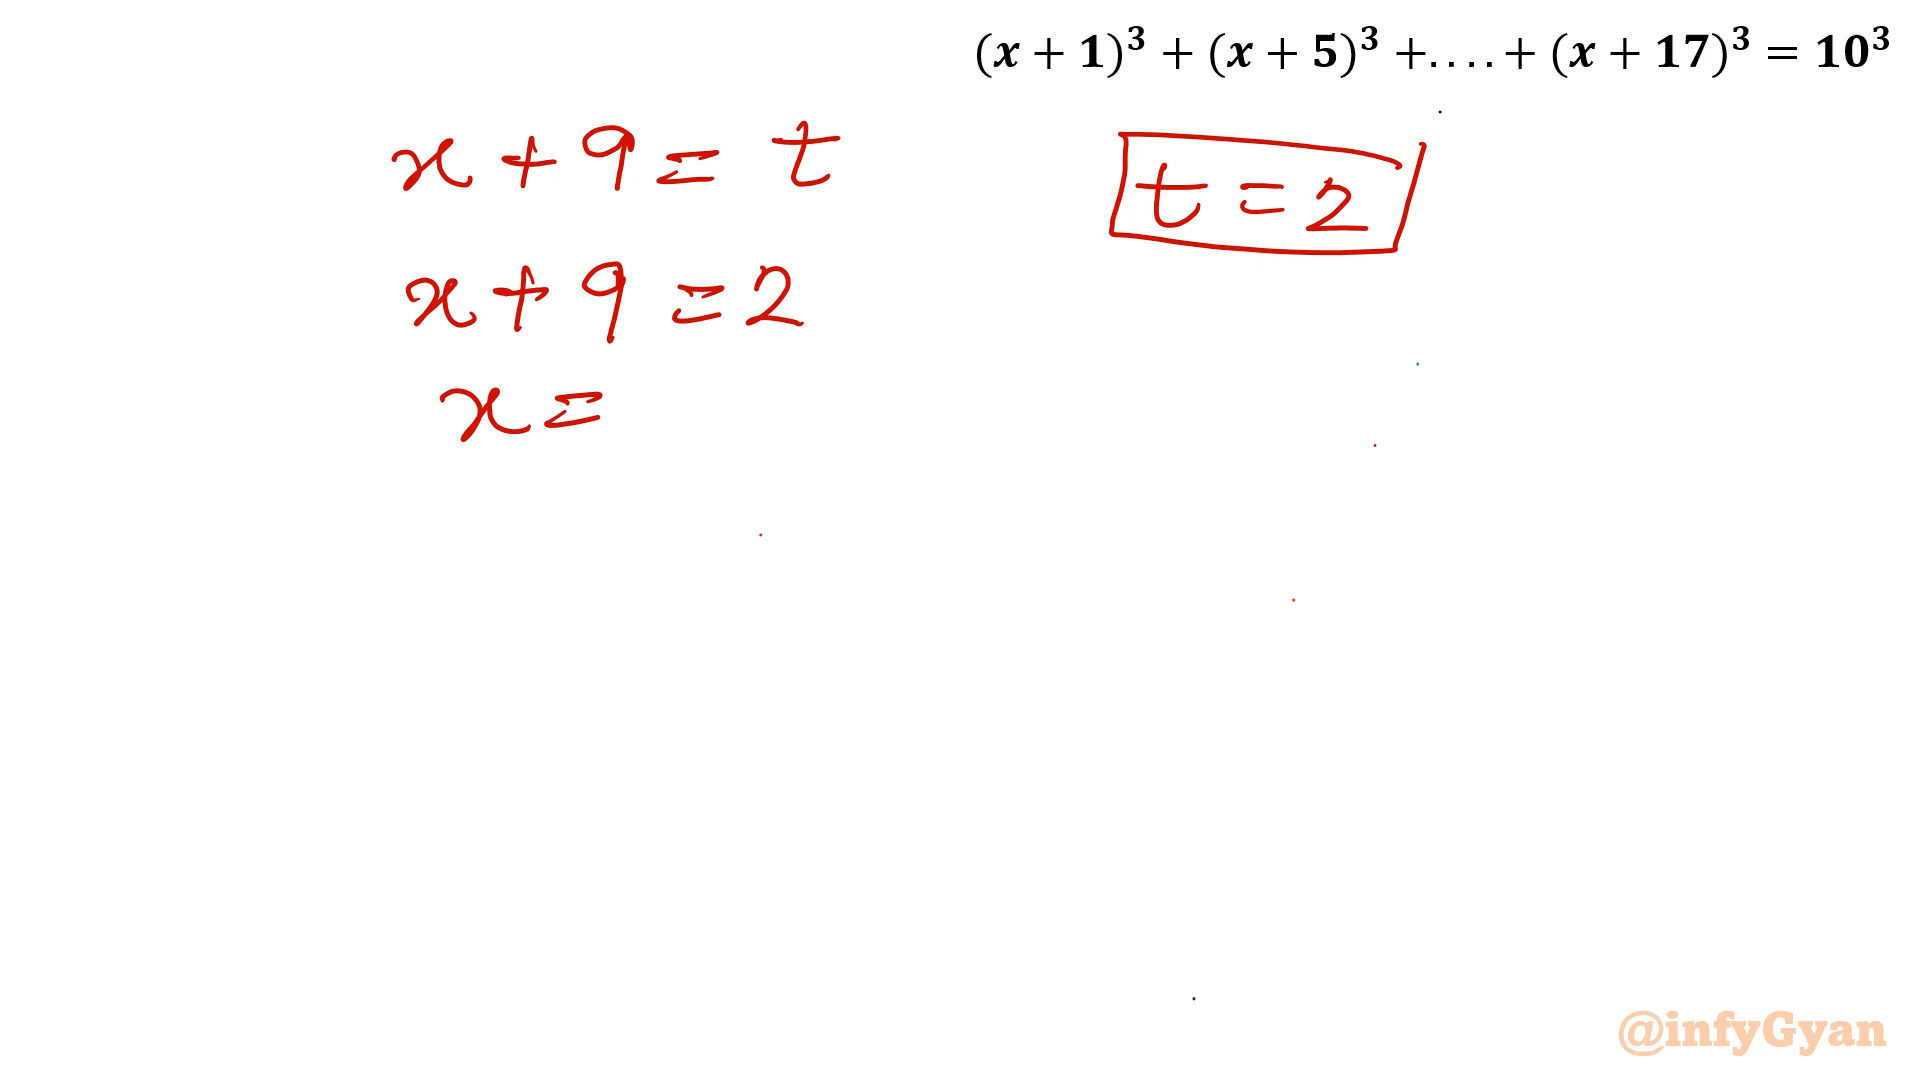 (x + 1)³ + (x + 5)³ +....+ (x + 17)³ = 10³
x + 9 = t
t = 2
x + 9 = 2
x =
@infyGyan